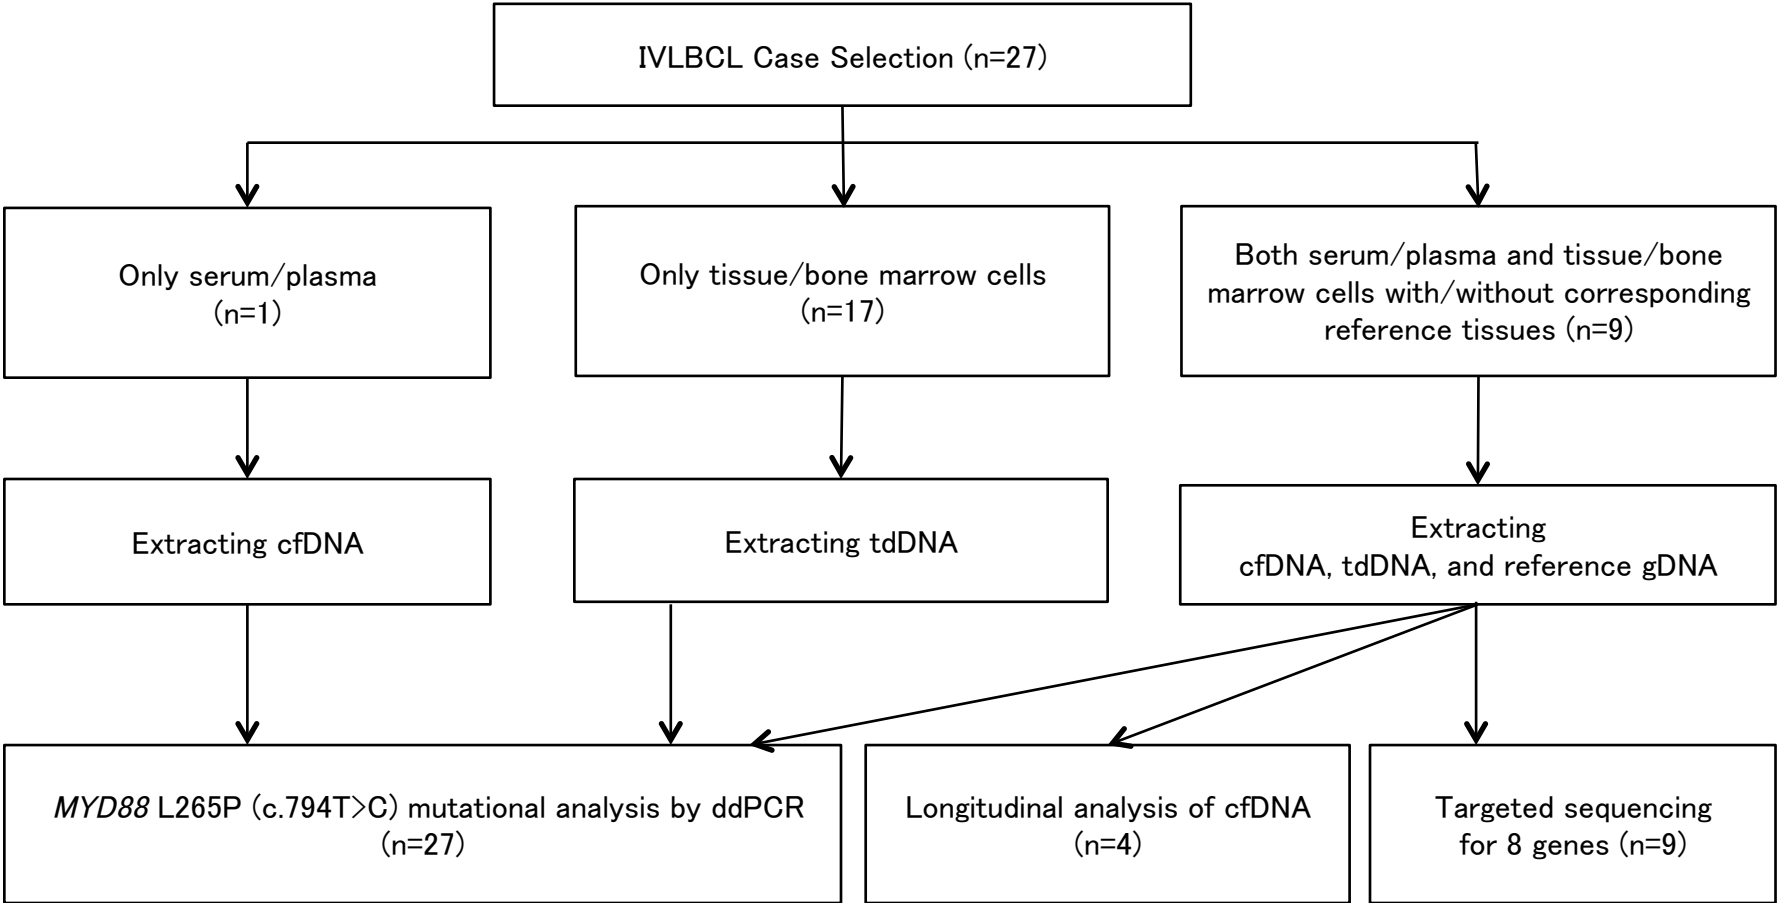 IVLBCL Case Selection (n=27)
Only serum/plasma
(n=1)
Only tissue/bone marrow cells
(n=17)
Both serum/plasma and tissue/bone
marrow cells with/without corresponding
reference tissues (n=9)
Extracting cfDNA
Extracting tdDNA
Extracting
cfDNA, tdDNA, and reference gDNA
MYD88 L265P (c.794T>C) mutational analysis by ddPCR
(n=27)
Longitudinal analysis of cfDNA
(n=4)
Targeted sequencing
for 8 genes (n=9)